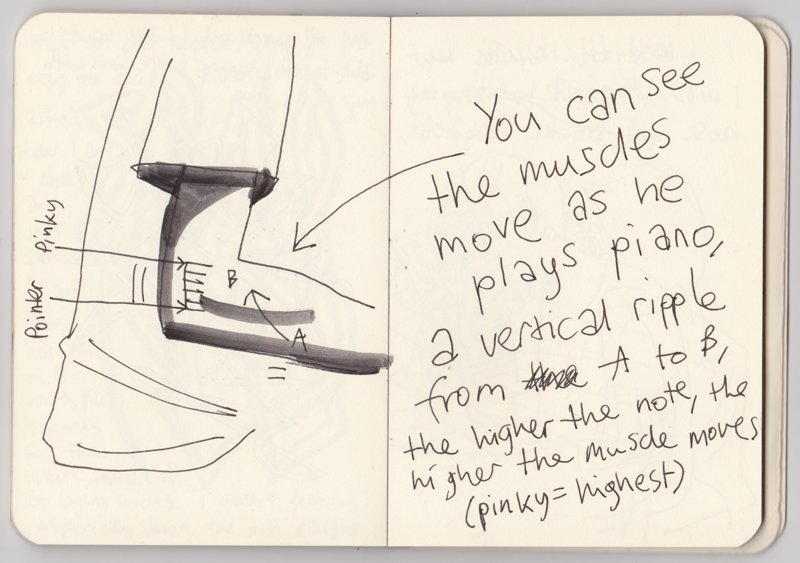 Pinky
Pointer
B
A
You can see
the muscles
move as he
plays piano,
a vertical ripple
from A to B,
the higher the note, the
higher the muscle moves
(pinky = highest)